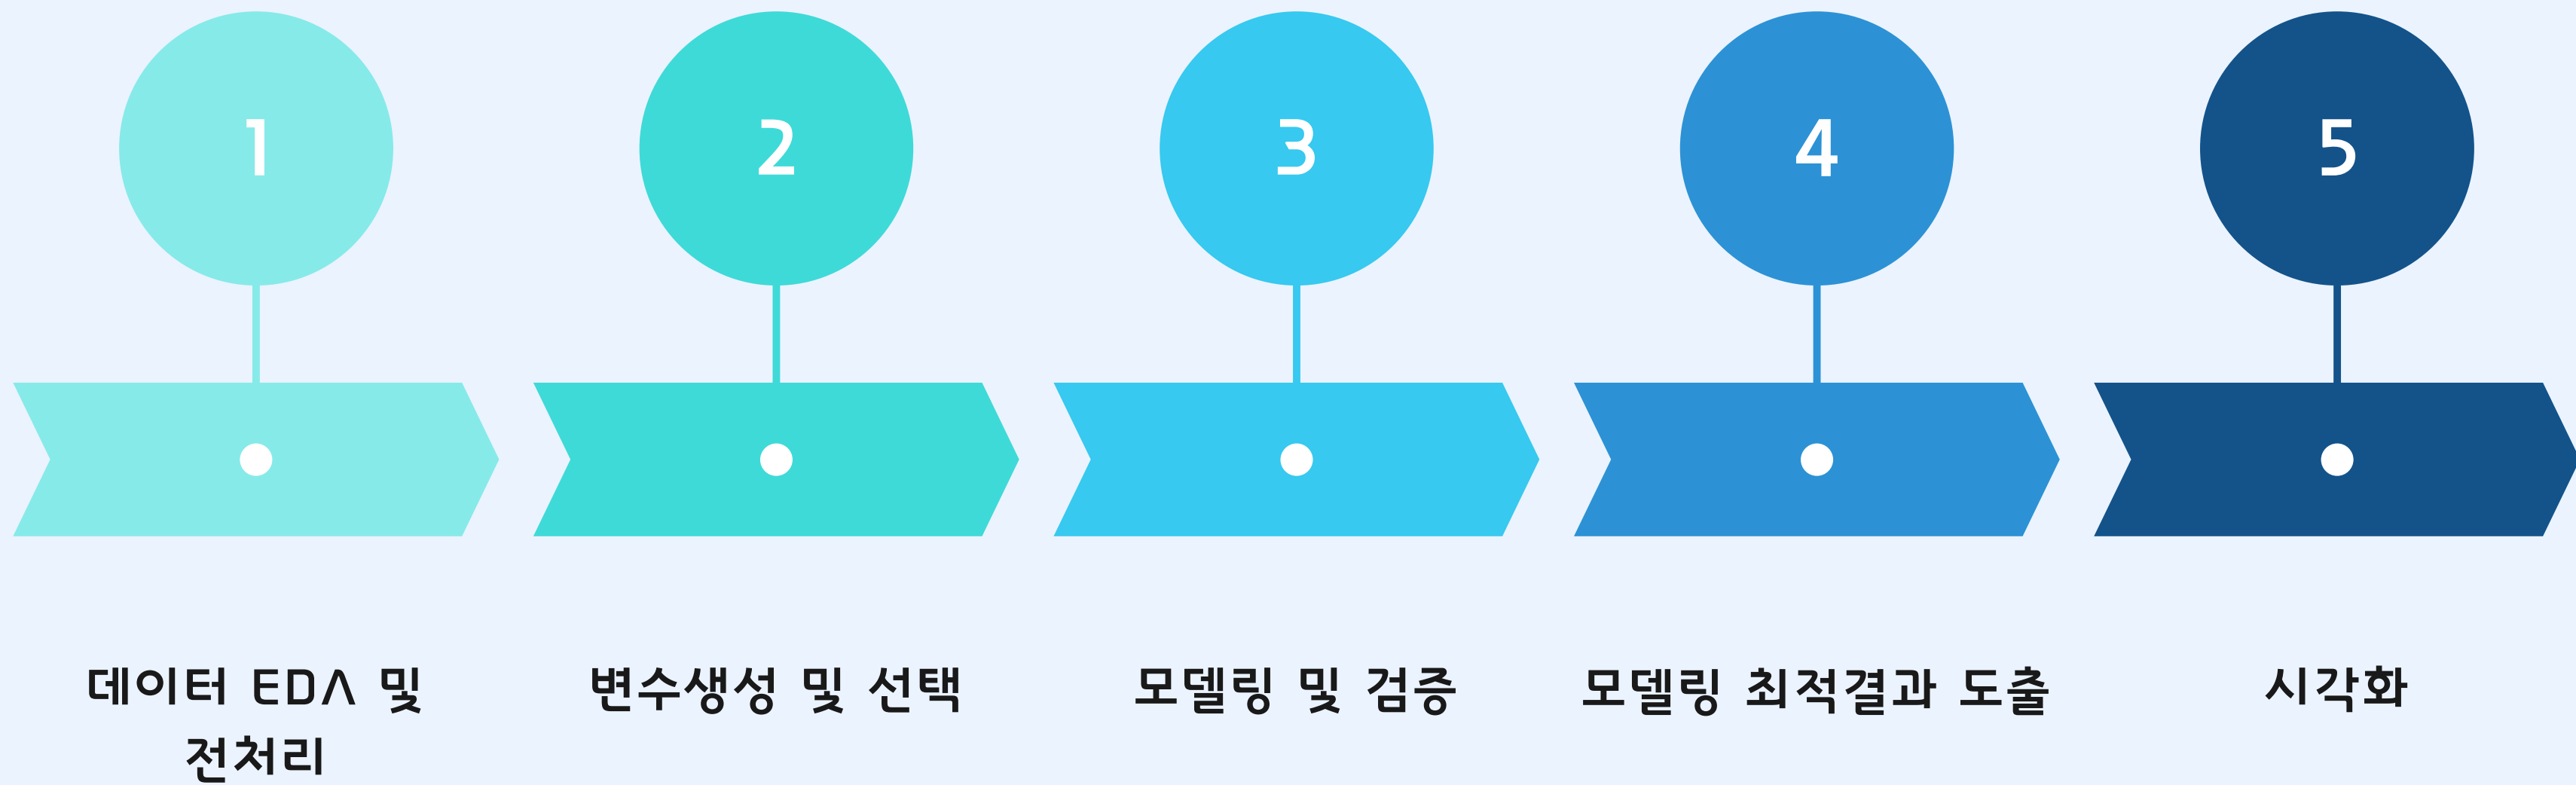 1
2
3
4
5
데이터 EDA 및
전처리
변수생성 및 선택
모델링 및 검증
모델링 최적결과 도출
시각화